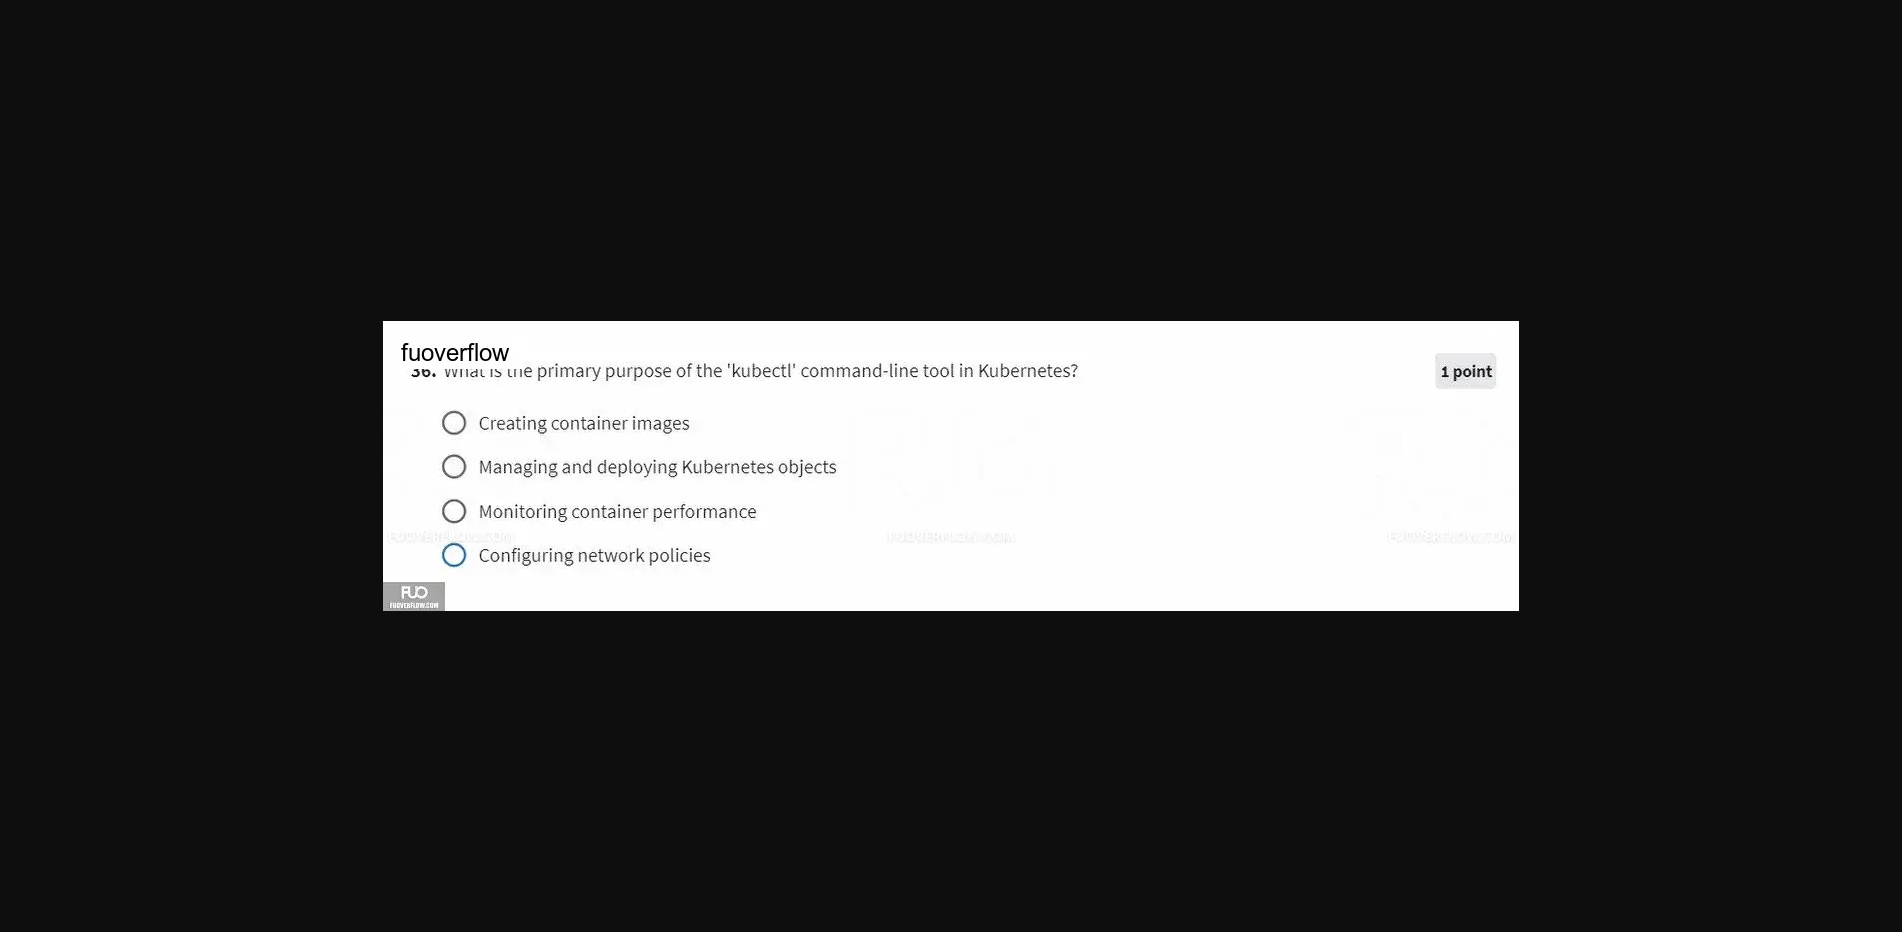 fuoverflow
36. What is the primary purpose of the 'kubectl' command-line tool in Kubernetes?
1 point
Creating container images
Managing and deploying Kubernetes objects
Monitoring container performance
FUOVERFLOW.COM FUOVERFLOW.COM FUOVERFLOW.COM
Configuring network policies
FUO
FUOVERFLOW.COM